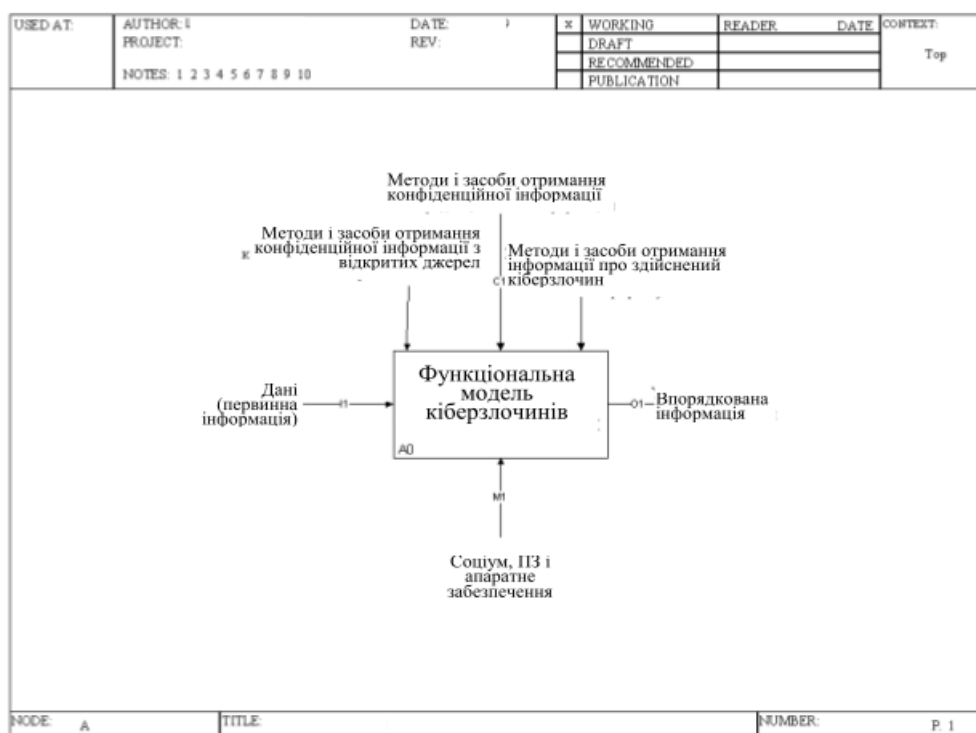 USED AT:
AUTHOR:
DATE:
x
WORKING
READER
DATE
CONTEXT:
PROJECT:
REV:
DRAFT
Top
RECOMMENDED
NOTES: 1 2 3 4 5 6 7 8 9 10
PUBLICATION
Методи і засоби отримання
конфіденційної інформації
Методи і засоби отримання
конфіденційної інформації з
відкритих джерел
Методи і засоби отримання
інформації про здійснений
кіберзлочин
C1
Функціональна
модель
кіберзлочинів
A0
Дані
(первинна
інформація)
I1
O1
Впорядкована
інформація
M1
Соціум, ПЗ і
апаратне
забезпечення
NODE:
A
TITLE:
NUMBER:
P. 1